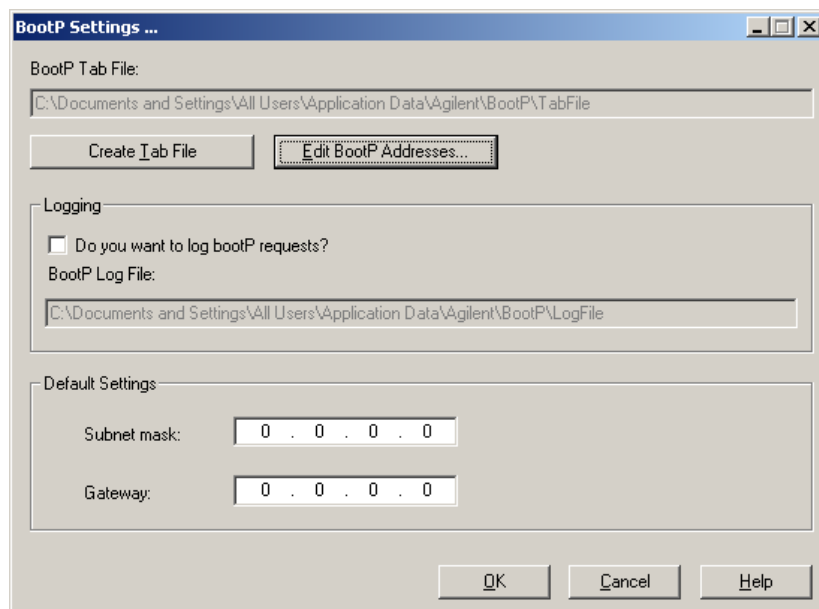 BootP Settings ...
BootP Tab File:
C:\Documents and Settings\All Users\Application Data\Agilent\BootP\TabFile
Create Tab File
Edit BootP Addresses...
Logging
Do you want to log bootP requests?
BootP Log File:
C:\Documents and Settings\All Users\Application Data\Agilent\BootP\LogFile
Default Settings
Subnet mask: 0 . 0 . 0 . 0
Gateway: 0 . 0 . 0 . 0
OK Cancel Help